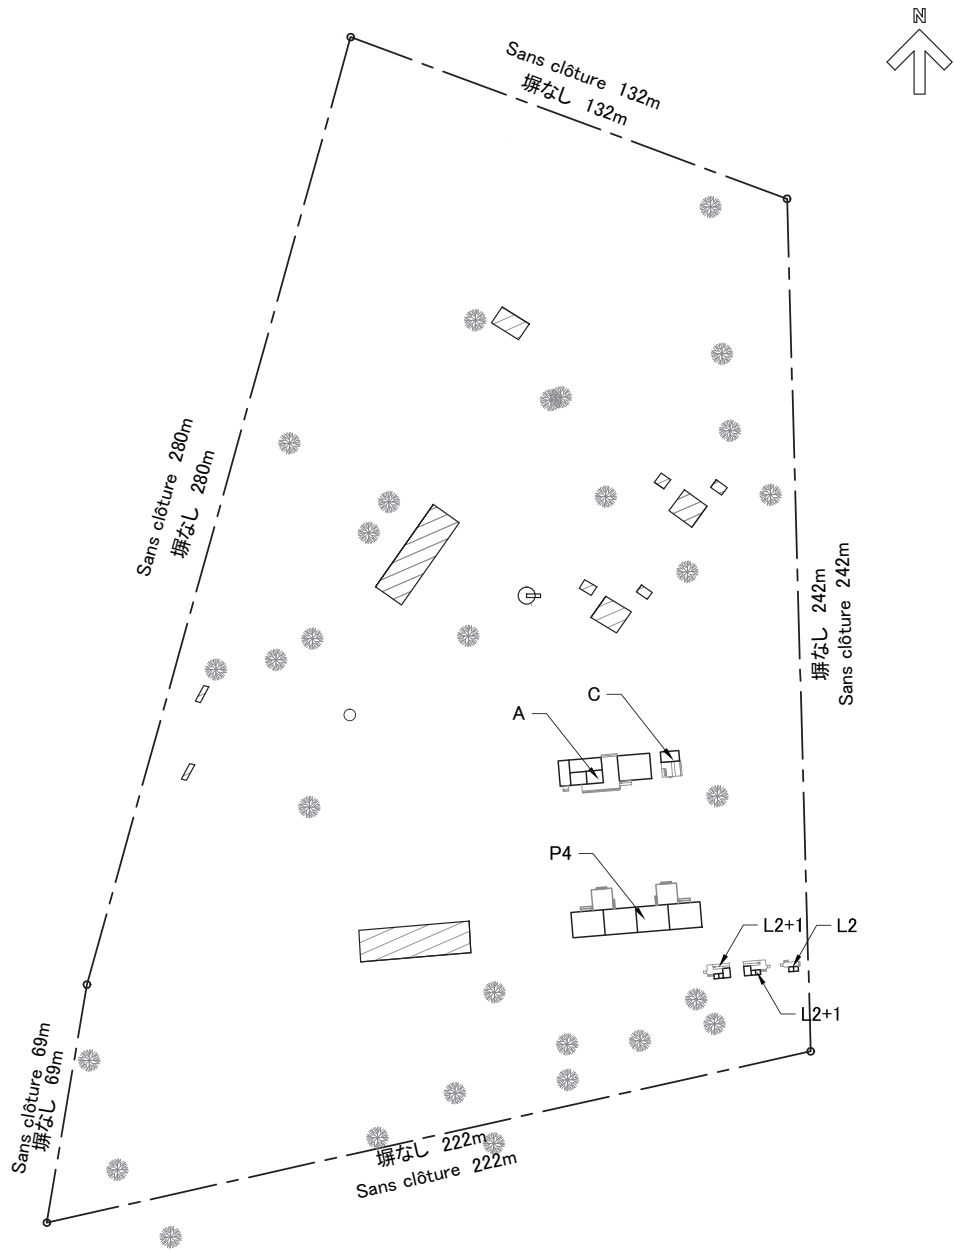 N
Sans clôture 132m
塀なし 132m
Sans clôture 280m
塀なし 280m
塀なし 242m
Sans clôture 242m
C
A
P4
L2+1
L2
L2+1
Sans clôture 69m
塀なし 69m
塀なし 222m
Sans clôture 222m